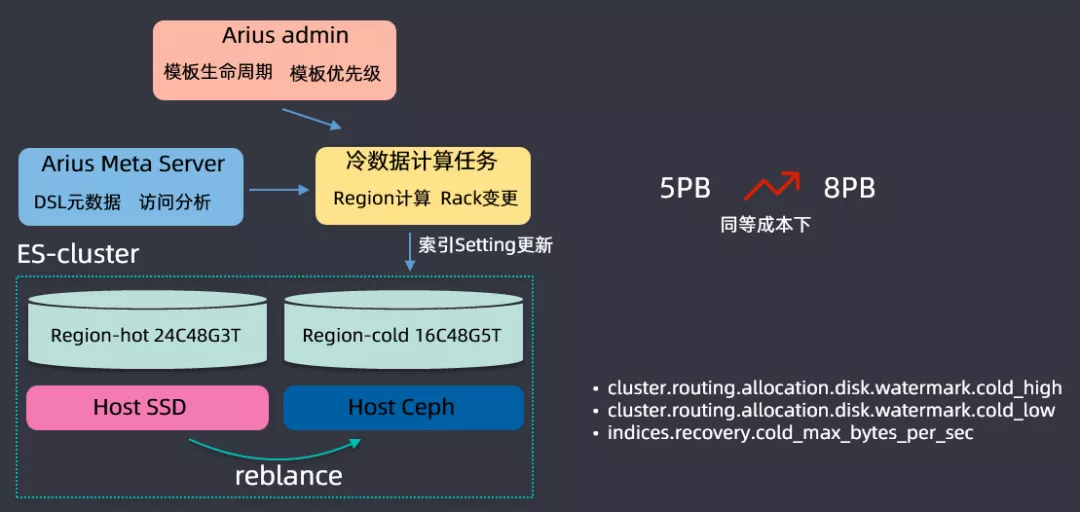 Arius admin
模板生命周期 模板优先级
Arius Meta Server
DSL元数据 访问分析
冷数据计算任务
Region计算 Rack变更
索引Setting更新
ES-cluster
Region-hot 24C48G3T
Region-cold 16C48G5T
Host SSD
Host Ceph
reblance
5PB
8PB
同等成本下
• cluster.routing.allocation.disk.watermark.cold_high
• cluster.routing.allocation.disk.watermark.cold_low
• indices.recovery.cold_max_bytes_per_sec